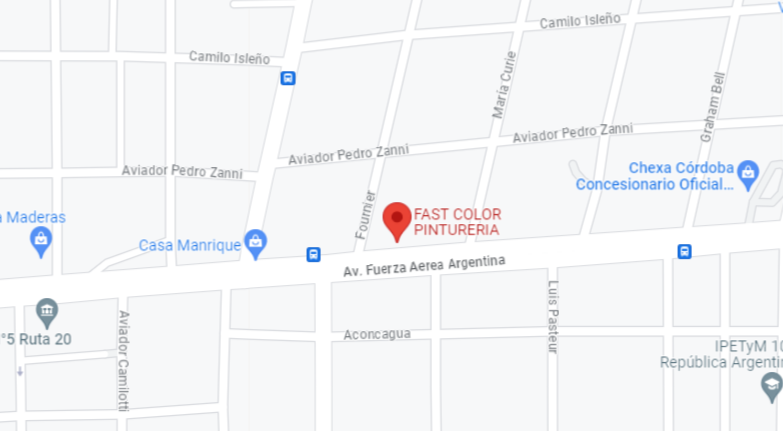 Camilo Isleño
Camilo Isleño
Maria Curie
Graham Bell
Aviador Pedro Zanni
Aviador Pedro Zanni
Aviador Pedro Zanni
Chexa Córdoba
Concesionario Oficial...
Fournier
FAST COLOR
PINTURERIA
a Maderas
Casa Manrique
Av. Fuerza Aerea Argentina
Luis Pasteur
°5 Ruta 20
Aviador Camilotti
Aconcagua
IPETyM 10
República Argenti